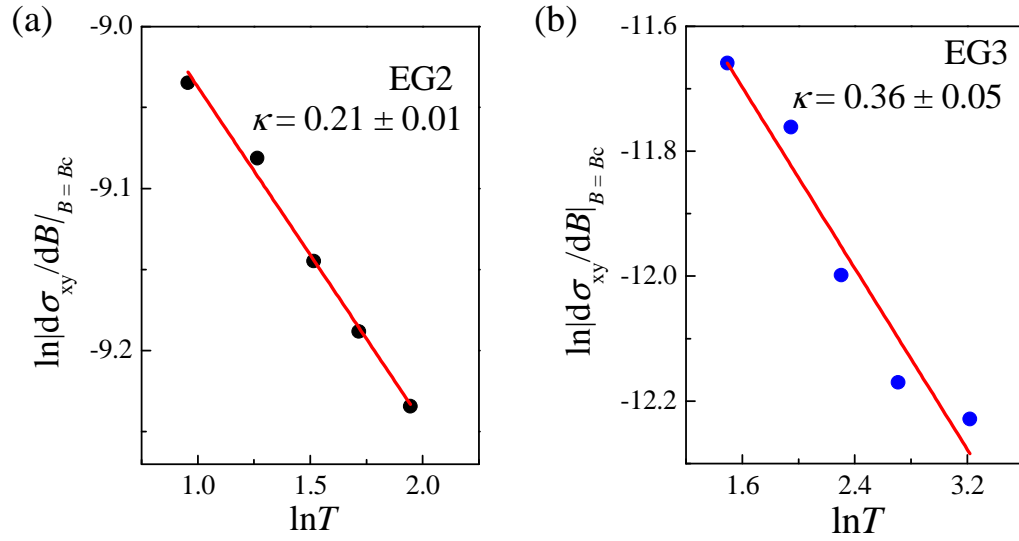 (a)
-9.0
-9.1
-9.2
ln|dσxy/dB|B = Bc
EG2
κ = 0.21 ± 0.01
1.0 1.5 2.0
lnT
(b)
-11.6
-11.8
-12.0
-12.2
ln|dσxy/dB|B = Bc
EG3
κ = 0.36 ± 0.05
1.6 2.4 3.2
lnT